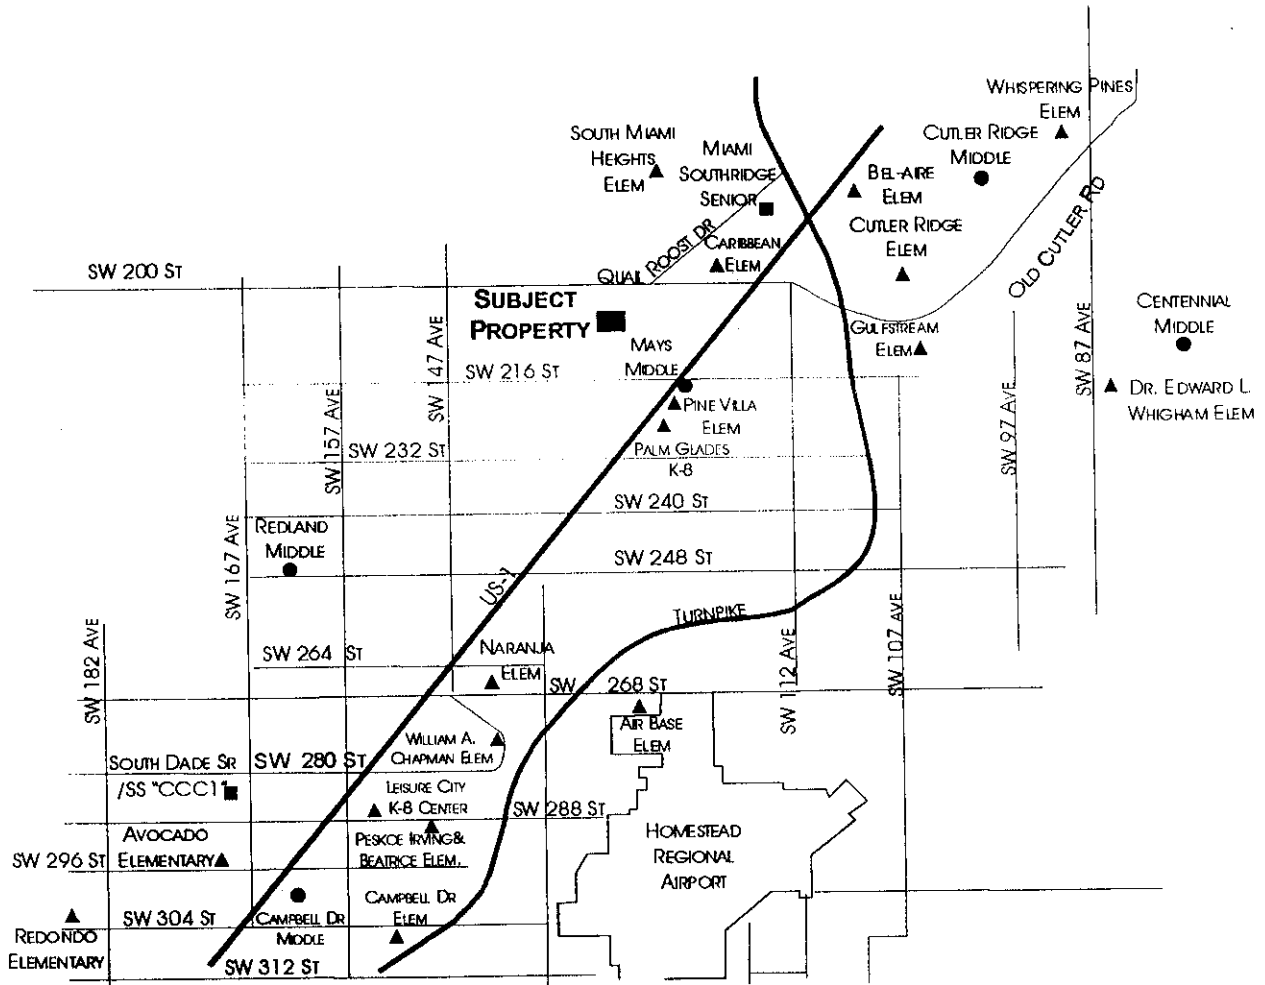 WHISPERING PINES
ELEM
SOUTH MIAMI
HEIGHTS
ELEM
MIAMI
SOUTHRIDGE
SENIOR
CUTLER RIDGE
MIDDLE
BEL-AIRE
ELEM
CUTLER RIDGE
ELEM
OLD CUTLER RD
QUAIL ROOST DR
CARIBBEAN
ELEM
SW 200 ST
SUBJECT
PROPERTY
CENTENNIAL
MIDDLE
GULFSTREAM
ELEM
MAYS
MIDDLE
SW 147 AVE
SW 87 AVE
SW 216 ST
DR. EDWARD L.
WHIGHAM ELEM
PINE VILLA
ELEM
SW 157 AVE
SW 97 AVE
SW 232 ST
PALM GLADES
K-8
SW 240 ST
REDLAND
MIDDLE
SW 167 AVE
SW 248 ST
US-1
TURNPIKE
SW 182 AVE
SW 264 ST
NARANJA
ELEM
SW 112 AVE
SW 107 AVE
SW 268 ST
AIR BASE
ELEM
WILLIAM A.
CHAPMAN ELEM
SOUTH DADE SR
/SS "CCC1"
SW 280 ST
LEISURE CITY
K-8 CENTER
SW 288 ST
AVOCADO
ELEMENTARY
PESKOE IRVING &
BEATRICE ELEM.
HOMESTEAD
REGIONAL
AIRPORT
SW 296 ST
SW 304 ST
CAMPBELL DR
MIDDLE
CAMPBELL DR
ELEM
REDONDO
ELEMENTARY
SW 312 ST